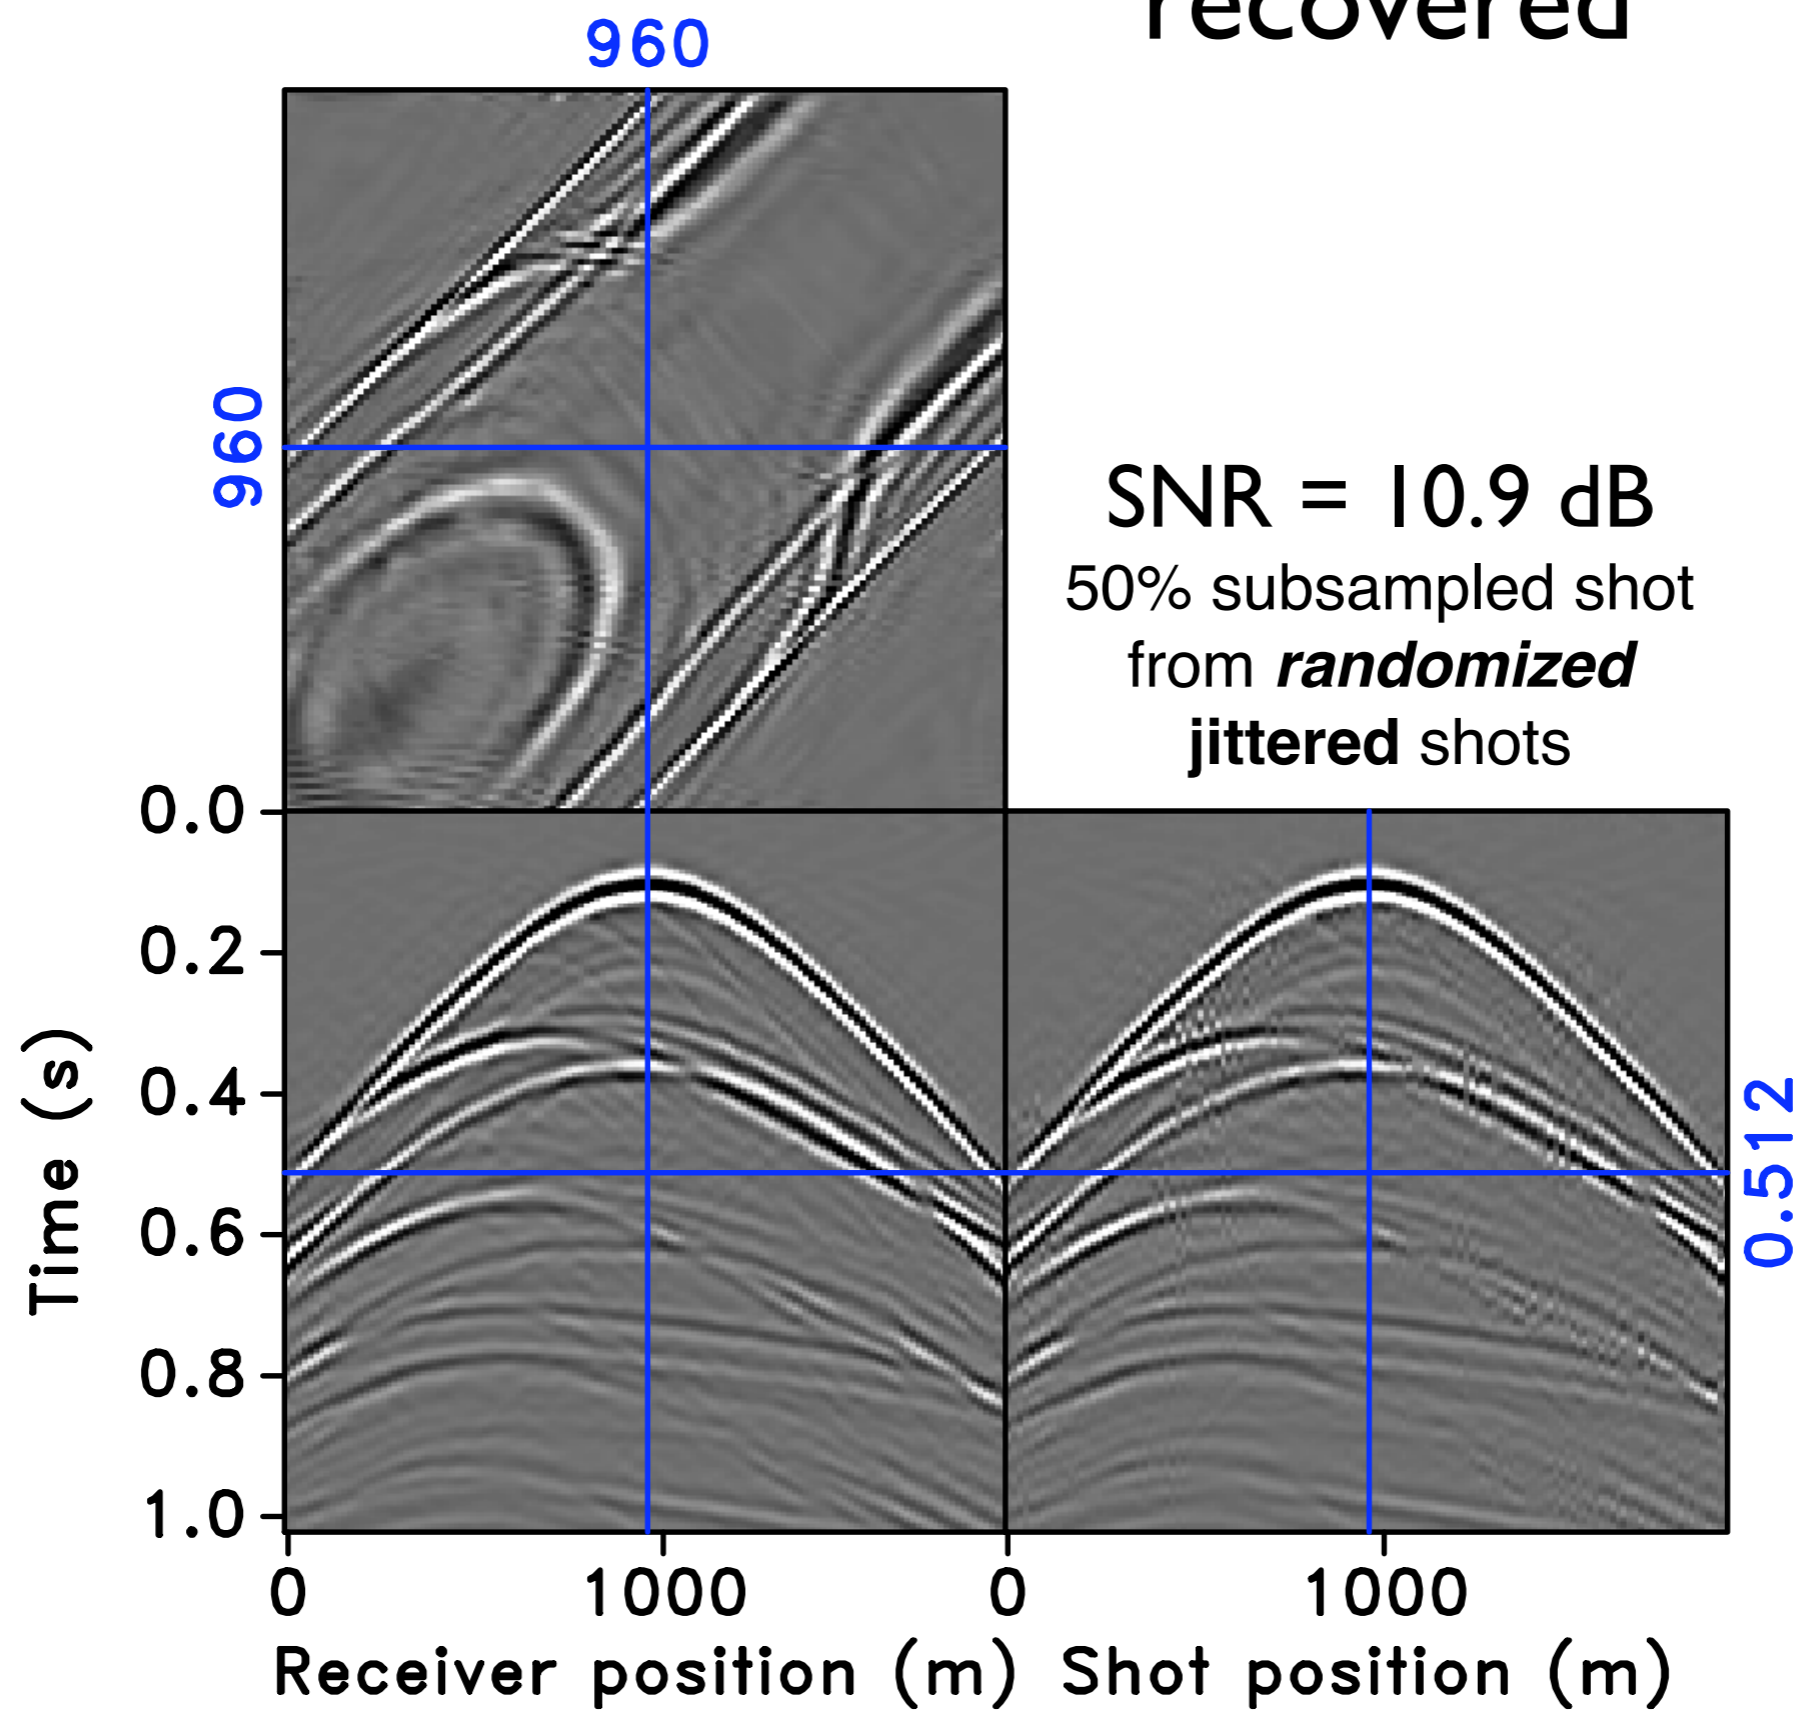 recovered
960
960
SNR = 10.9 dB
50% subsampled shot
from randomized
jittered shots
0.0
0.2
0.4
0.6
0.8
1.0
Time (s)
0.512
0 1000 0 1000
Receiver position (m) Shot position (m)